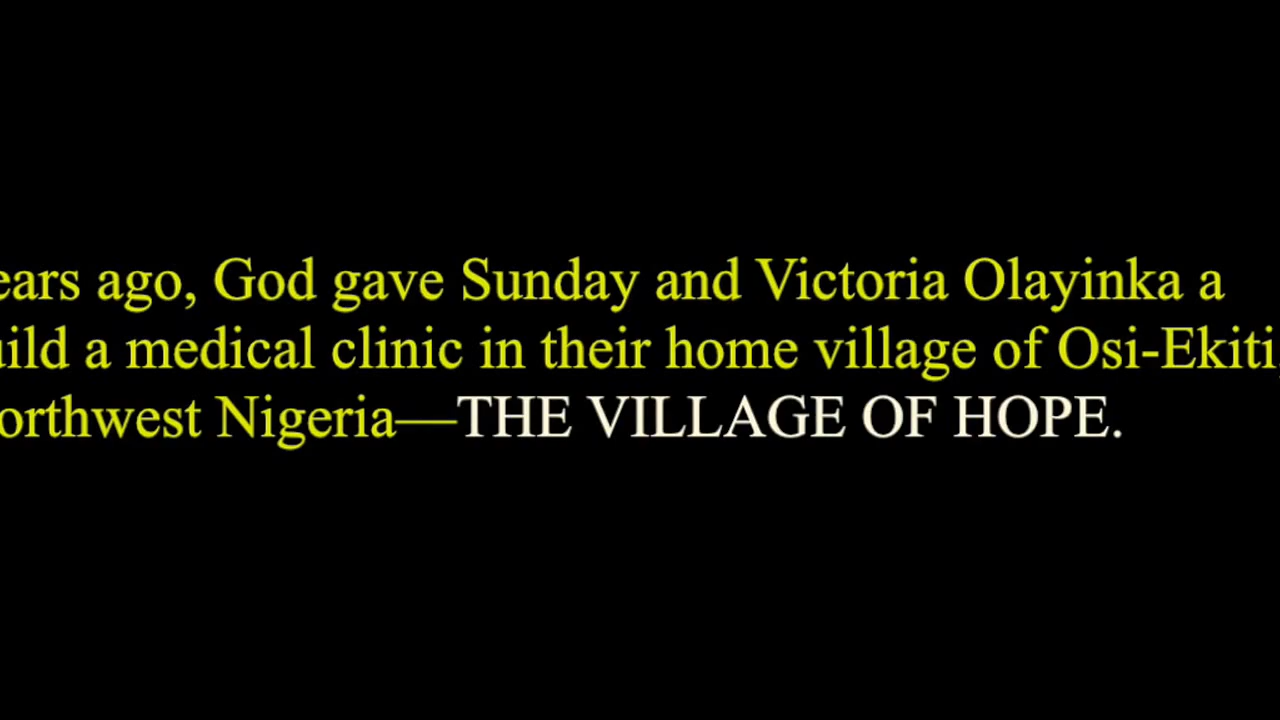 ears ago, God gave Sunday and Victoria Olayinka a
uild a medical clinic in their home village of Osi-Ekiti,
orthwest Nigeria—THE VILLAGE OF HOPE.